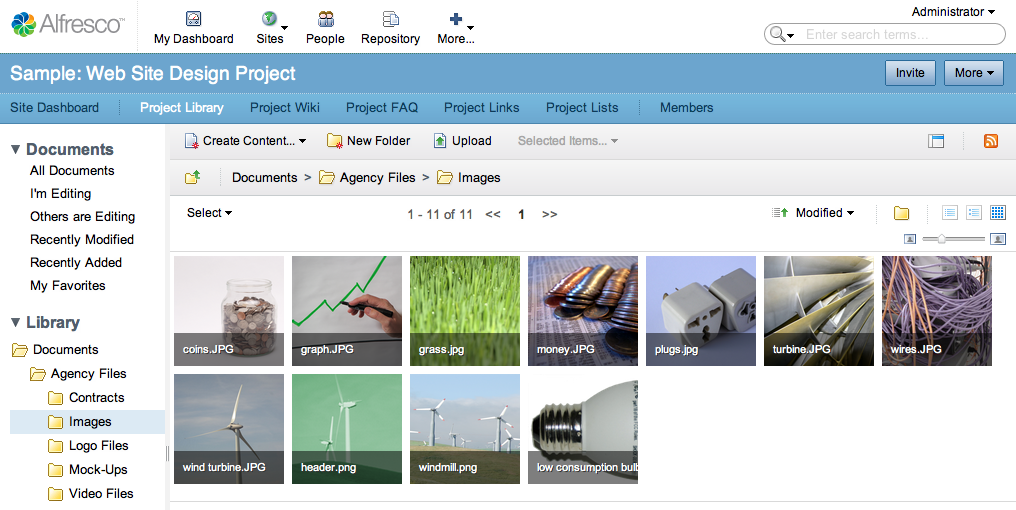 Alfresco™
My Dashboard
Sites
People
Repository
More...
Administrator
Enter search terms...
Sample: Web Site Design Project
Invite
More
Site Dashboard
Project Library
Project Wiki
Project FAQ
Project Links
Project Lists
Members
Documents
All Documents
I'm Editing
Others are Editing
Recently Modified
Recently Added
My Favorites
Library
Documents
Agency Files
Contracts
Images
Logo Files
Mock-Ups
Video Files
Create Content...
New Folder
Upload
Selected Items...
Documents > Agency Files > Images
Select
1 - 11 of 11 << 1 >>
Modified
coins.JPG
graph.JPG
grass.jpg
money.JPG
plugs.jpg
turbine.JPG
wires.JPG
wind turbine.JPG
header.png
windmill.png
low consumption bulb